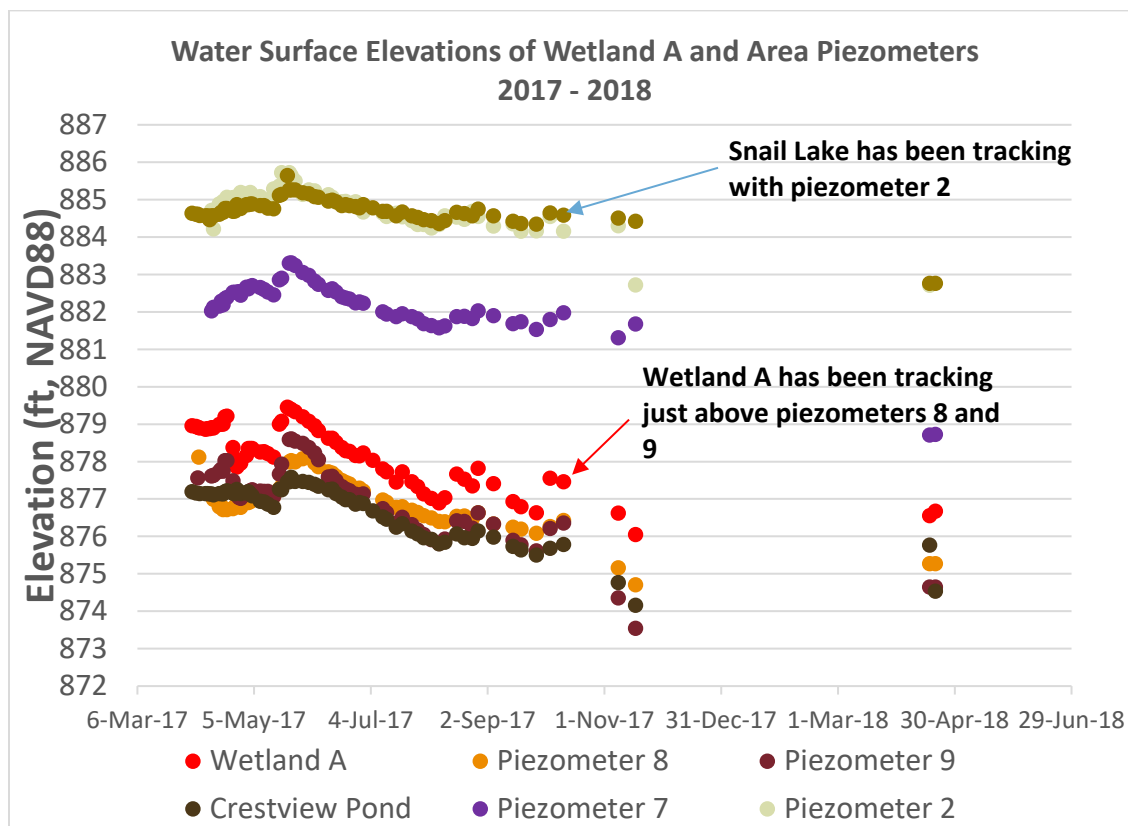 Water Surface Elevations of Wetland A and Area Piezometers
2017 - 2018
Elevation (ft, NAVD88)
887
886
885
884
883
882
881
880
879
878
877
876
875
874
873
872
Snail Lake has been tracking
with piezometer 2
Wetland A has been tracking
just above piezometers 8 and
9
6-Mar-17 5-May-17 4-Jul-17 2-Sep-17 1-Nov-17 31-Dec-17 1-Mar-18 30-Apr-18 29-Jun-18
Wetland A Piezometer 8 Piezometer 9
Crestview Pond Piezometer 7 Piezometer 2